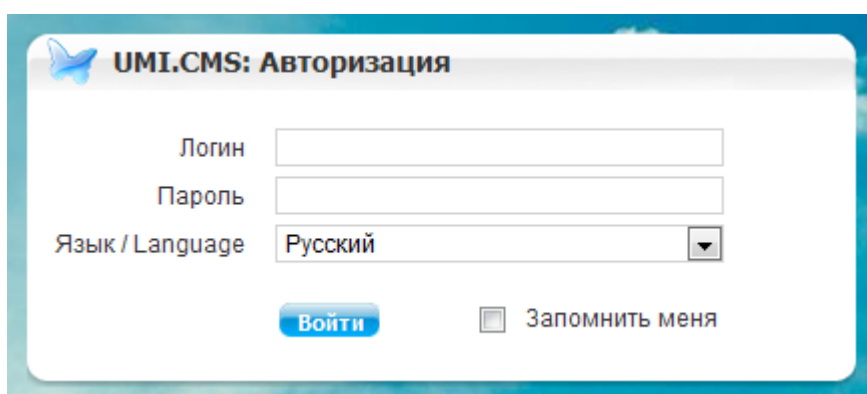 UMI.CMS: Авторизация
Логин
Пароль
Язык / Language Русский
Войти Запомнить меня